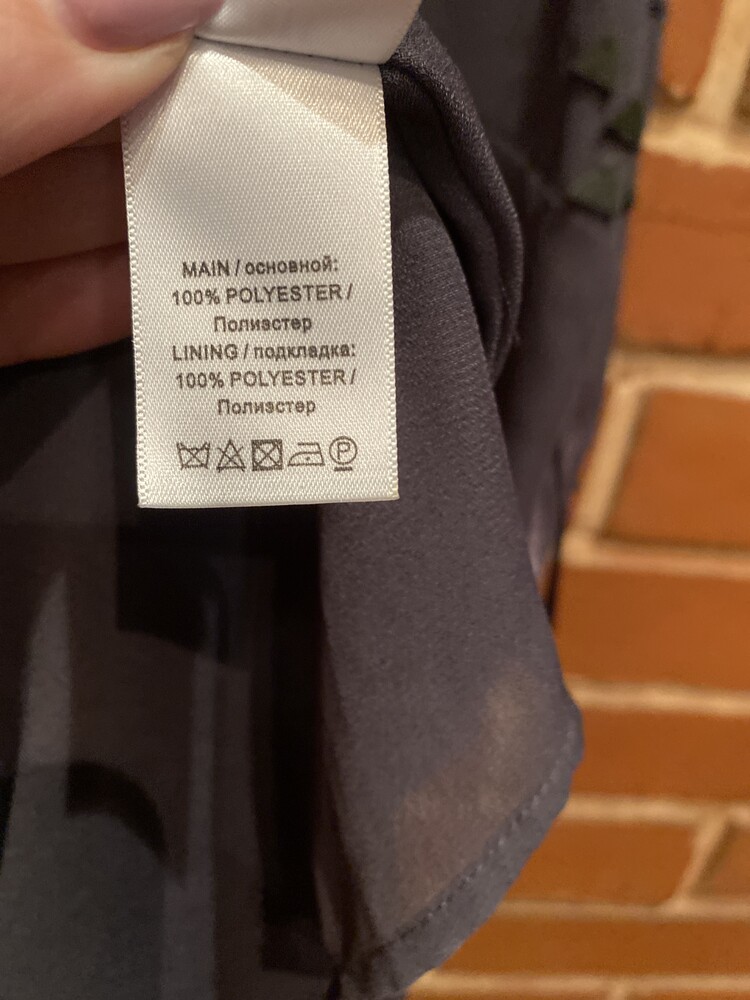 MAIN / основной:
100% POLYESTER /
Полиэстер
LINING / подкладка:
100% POLYESTER /
Полиэстер
P